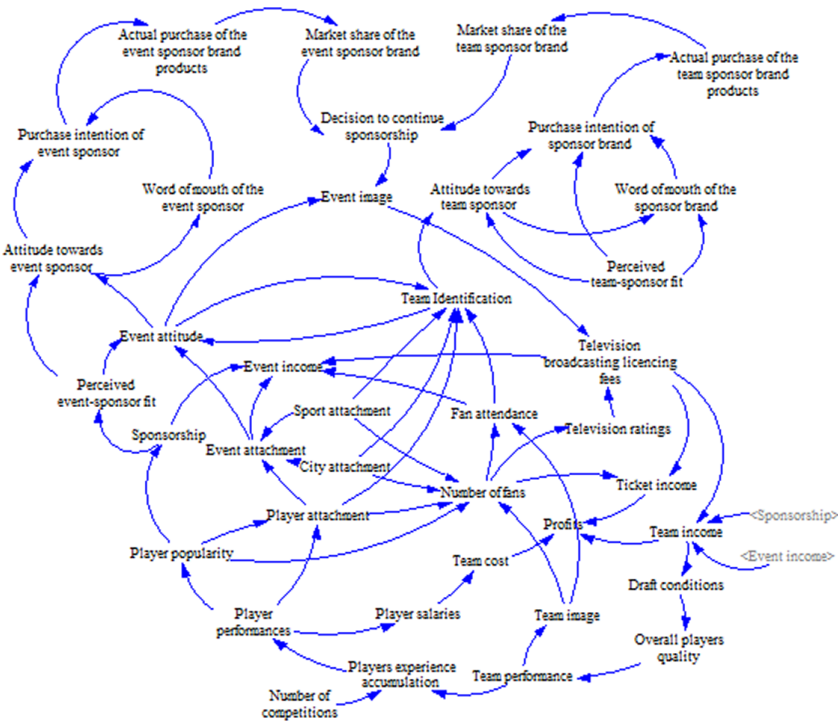 Actual purchase of the
event sponsor brand
products
Market share of the
event sponsor brand
Market share of the
team sponsor brand
Actual purchase of the
team sponsor brand
products
Purchase intention of
event sponsor
Decision to continue
sponsorship
Purchase intention of
sponsor brand
Word of mouth of the
event sponsor
Event image
Attitude towards
team sponsor
Word of mouth of the
sponsor brand
Attitude towards
event sponsor
Perceived
team-sponsor fit
Team Identification
Event attitude
Television
broadcasting licencing
fees
Event income
Perceived
event-sponsor fit
Sport attachment
Fan attendance
Sponsorship
Television ratings
Event attachment
City attachment
Number of fans
Ticket income
Player attachment
Profits
Team income
<Sponsorship>
Player popularity
Team cost
<Event income>
Draft conditions
Player
performances
Player salaries
Team image
Overall players
quality
Players experience
accumulation
Team performance
Number of
competitions